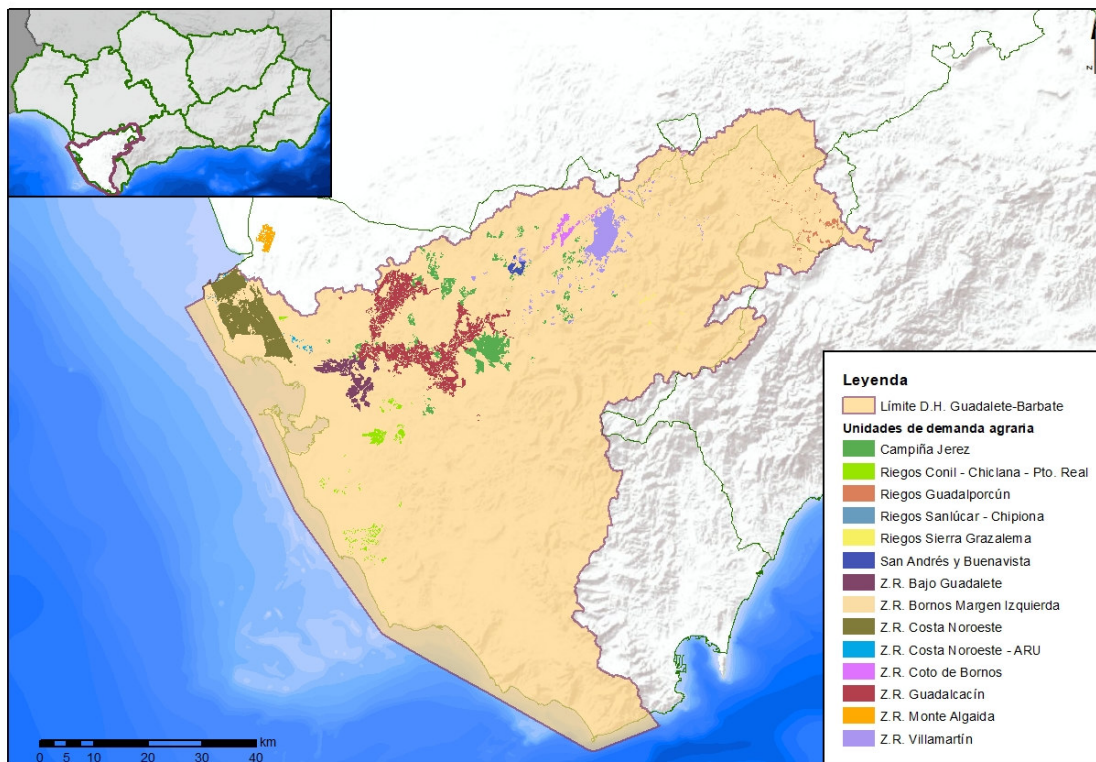 N
Leyenda
Límite D.H. Guadalete-Barbate
Unidades de demanda agraria
Campiña Jerez
Riegos Conil - Chiclana - Pto. Real
Riegos Guadalporcún
Riegos Sanlúcar - Chipiona
Riegos Sierra Grazalema
San Andrés y Buenavista
Z.R. Bajo Guadalete
Z.R. Bornos Margen Izquierda
Z.R. Costa Noroeste
Z.R. Costa Noroeste - ARU
Z.R. Coto de Bornos
Z.R. Guadalcacín
Z.R. Monte Algaida
Z.R. Villamartín
km
0 5 10 20 30 40